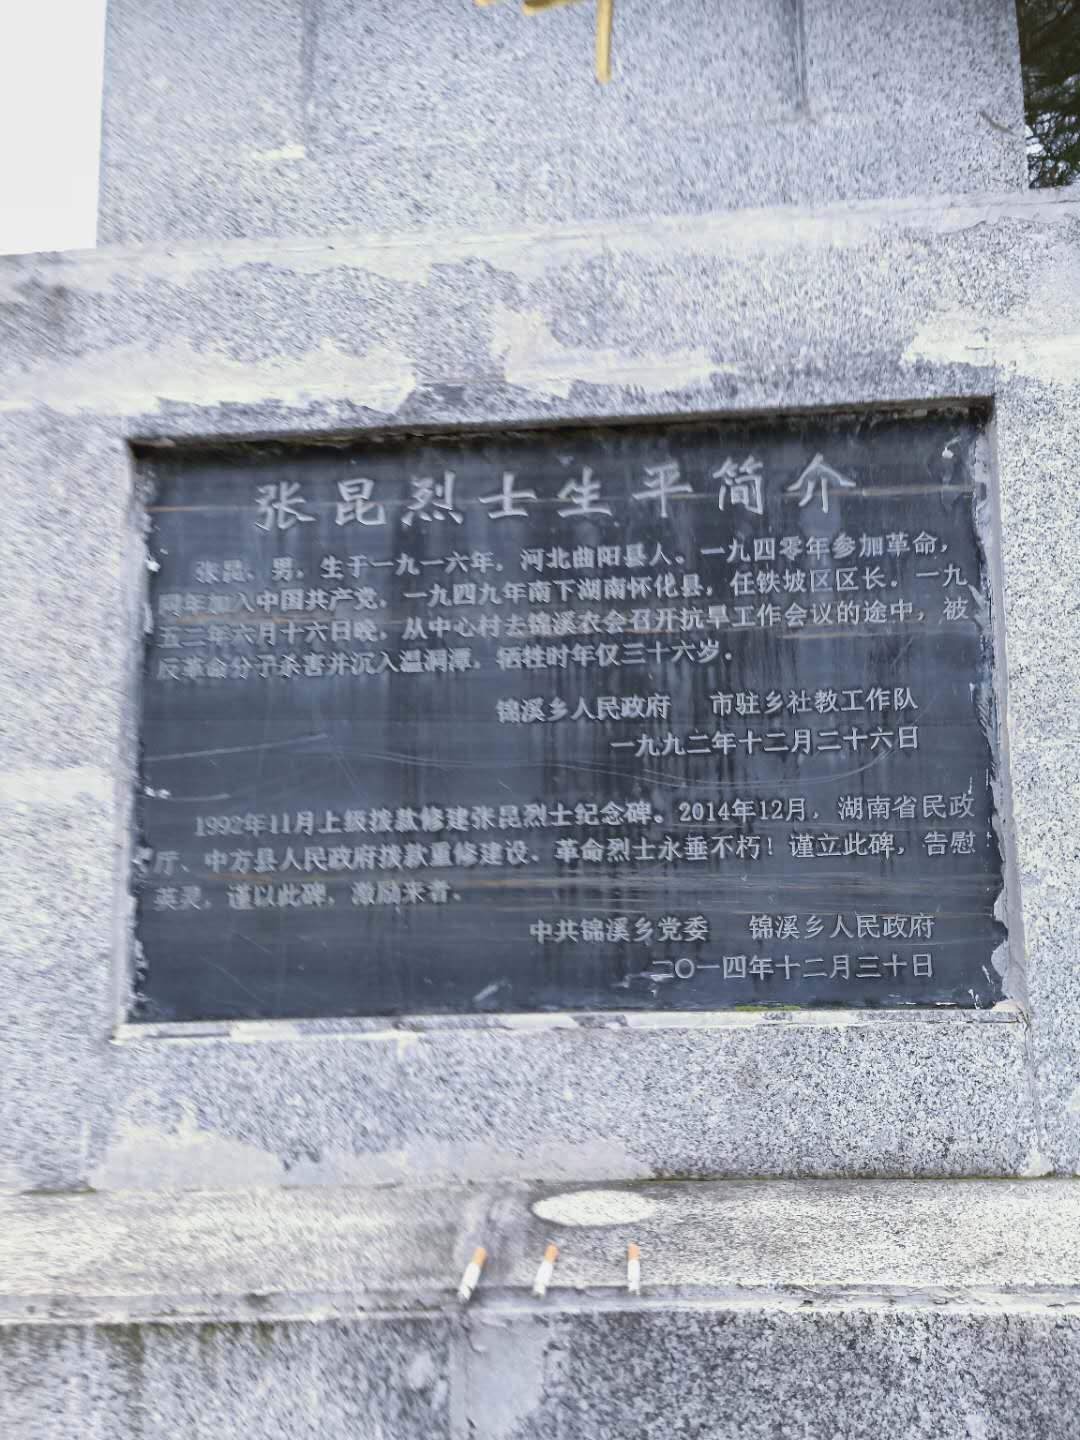 张昆烈士生平简介
张昆，男，生于一九一六年，河北曲阳县人。一九四零年参加革命，
同年加入中国共产党，一九四九年南下湖南怀化县，任铁坡区区长。一九
五二年六月十六日晚，从中心村去锦溪农会召开抗旱工作会议的途中，被
反革命分子杀害并沉入温洞潭，牺牲时年仅三十六岁。
锦溪乡人民政府 市驻乡社教工作队
一九九二年十二月二十六日
1992年11月上级拨款修建张昆烈士纪念碑。2014年12月，湖南省民政
厅、中方县人民政府拨款重修建设、革命烈士永垂不朽！谨立此碑，告慰
英灵，谨以此碑，激励来者。
中共锦溪乡党委 锦溪乡人民政府
二〇一四年十二月三十日